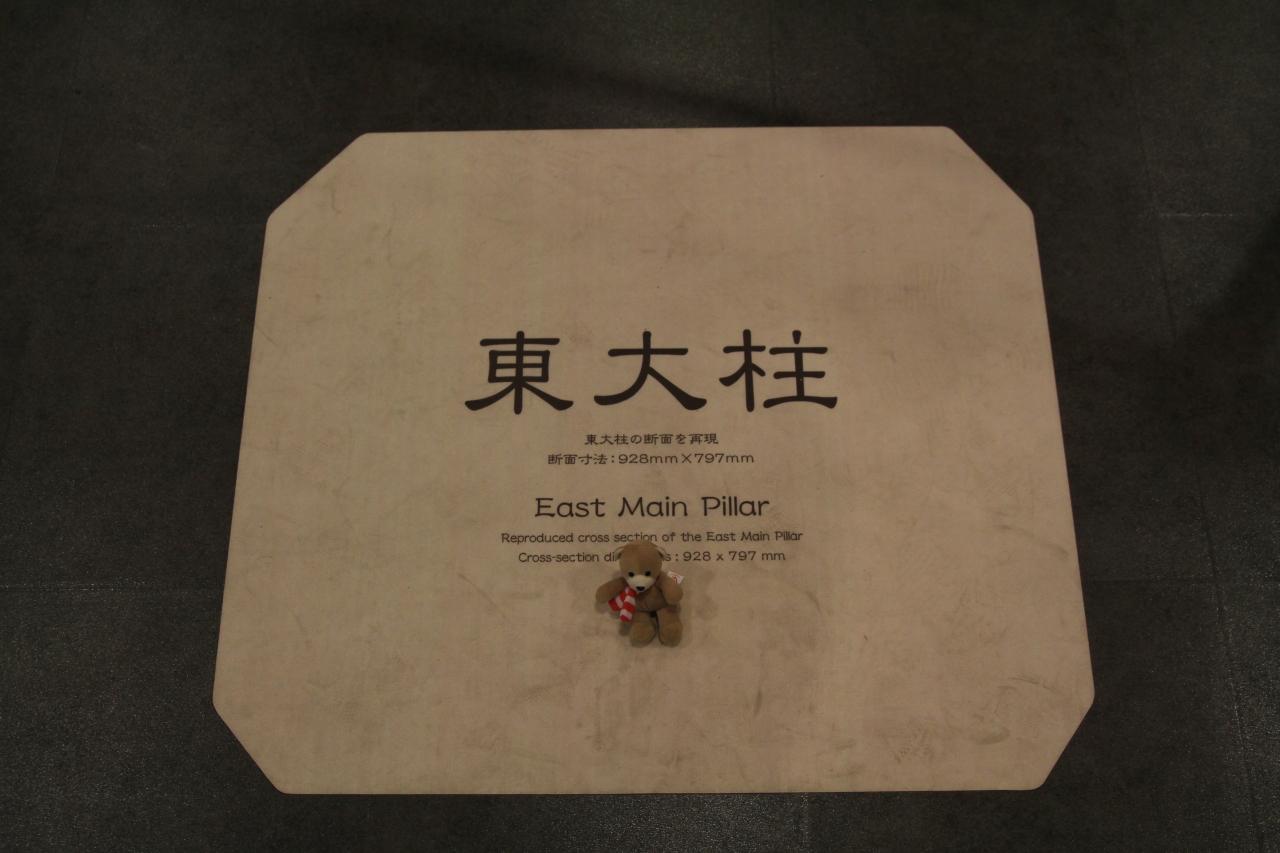 東大柱
東大柱の断面を再現
断面寸法：928mm×797mm
East Main Pillar
Reproduced cross section of the East Main Pillar
Cross-section : 928 x 797 mm